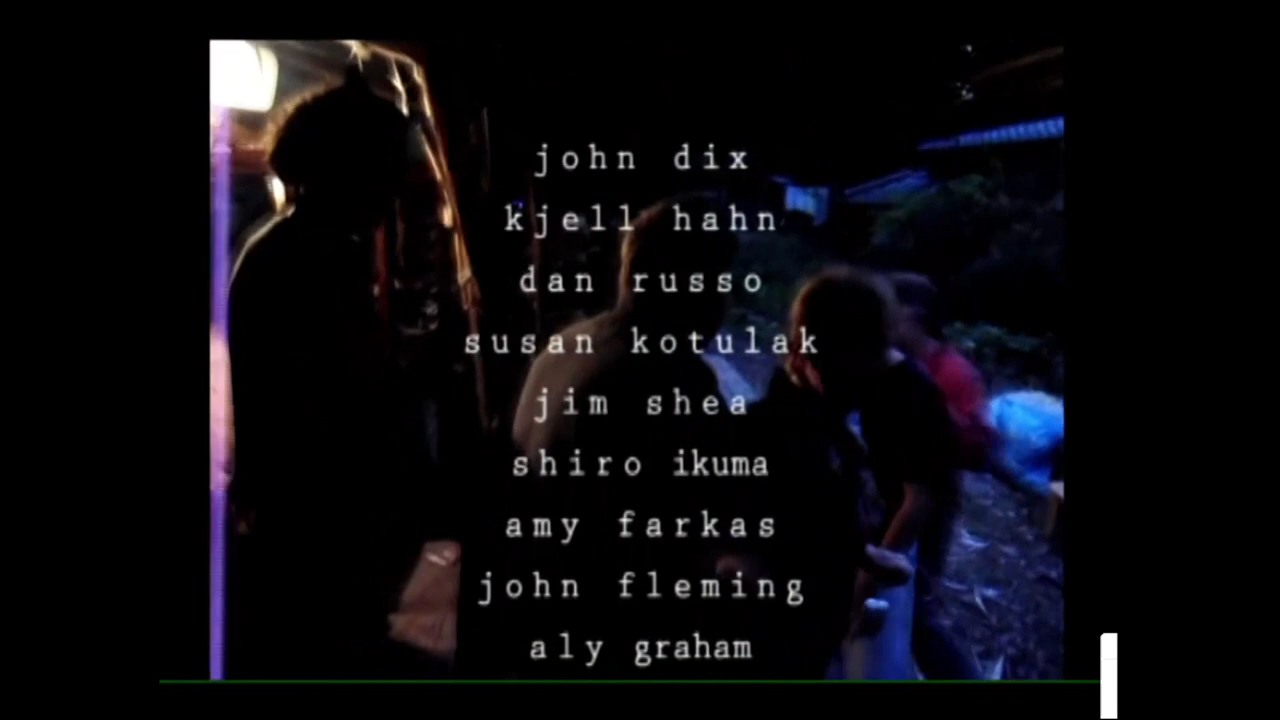 john dix
kjell hahn
dan russo
susan kotulak
jim shea
shiro ikuma
amy farkas
john fleming
aly graham